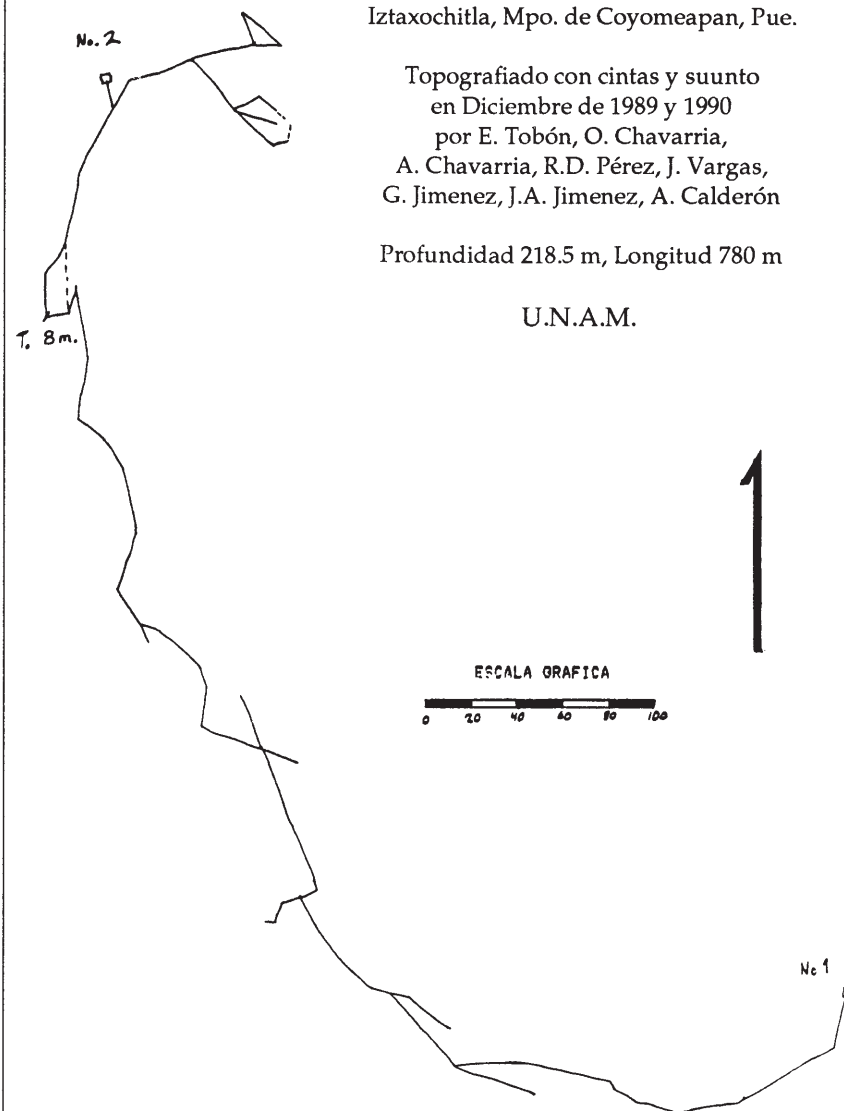 Iztaxochitla, Mpo. de Coyomeapan, Pue.
No. 2
Topografiado con cintas y suunto
en Diciembre de 1989 y 1990
por E. Tobón, O. Chavarria,
A. Chavarria, R.D. Pérez, J. Vargas,
G. Jimenez, J.A. Jimenez, A. Calderón
Profundidad 218.5 m, Longitud 780 m
U.N.A.M.
T. 8 m.
ESCALA GRAFICA
0 20 40 60 80 100
No 1